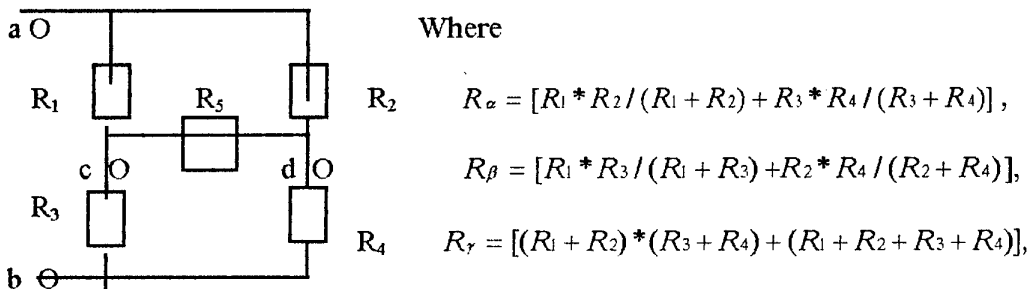 a O
Where
R₁
R₅
R₂
Rα = [R₁ * R₂ / (R₁ + R₂) + R₃ * R₄ / (R₃ + R₄)] ,
c O
d O
Rβ = [R₁ * R₃ / (R₁ + R₃) + R₂ * R₄ / (R₂ + R₄)],
R₃
R₄
Rγ = [(R₁ + R₂) * (R₃ + R₄) + (R₁ + R₂ + R₃ + R₄)],
b O